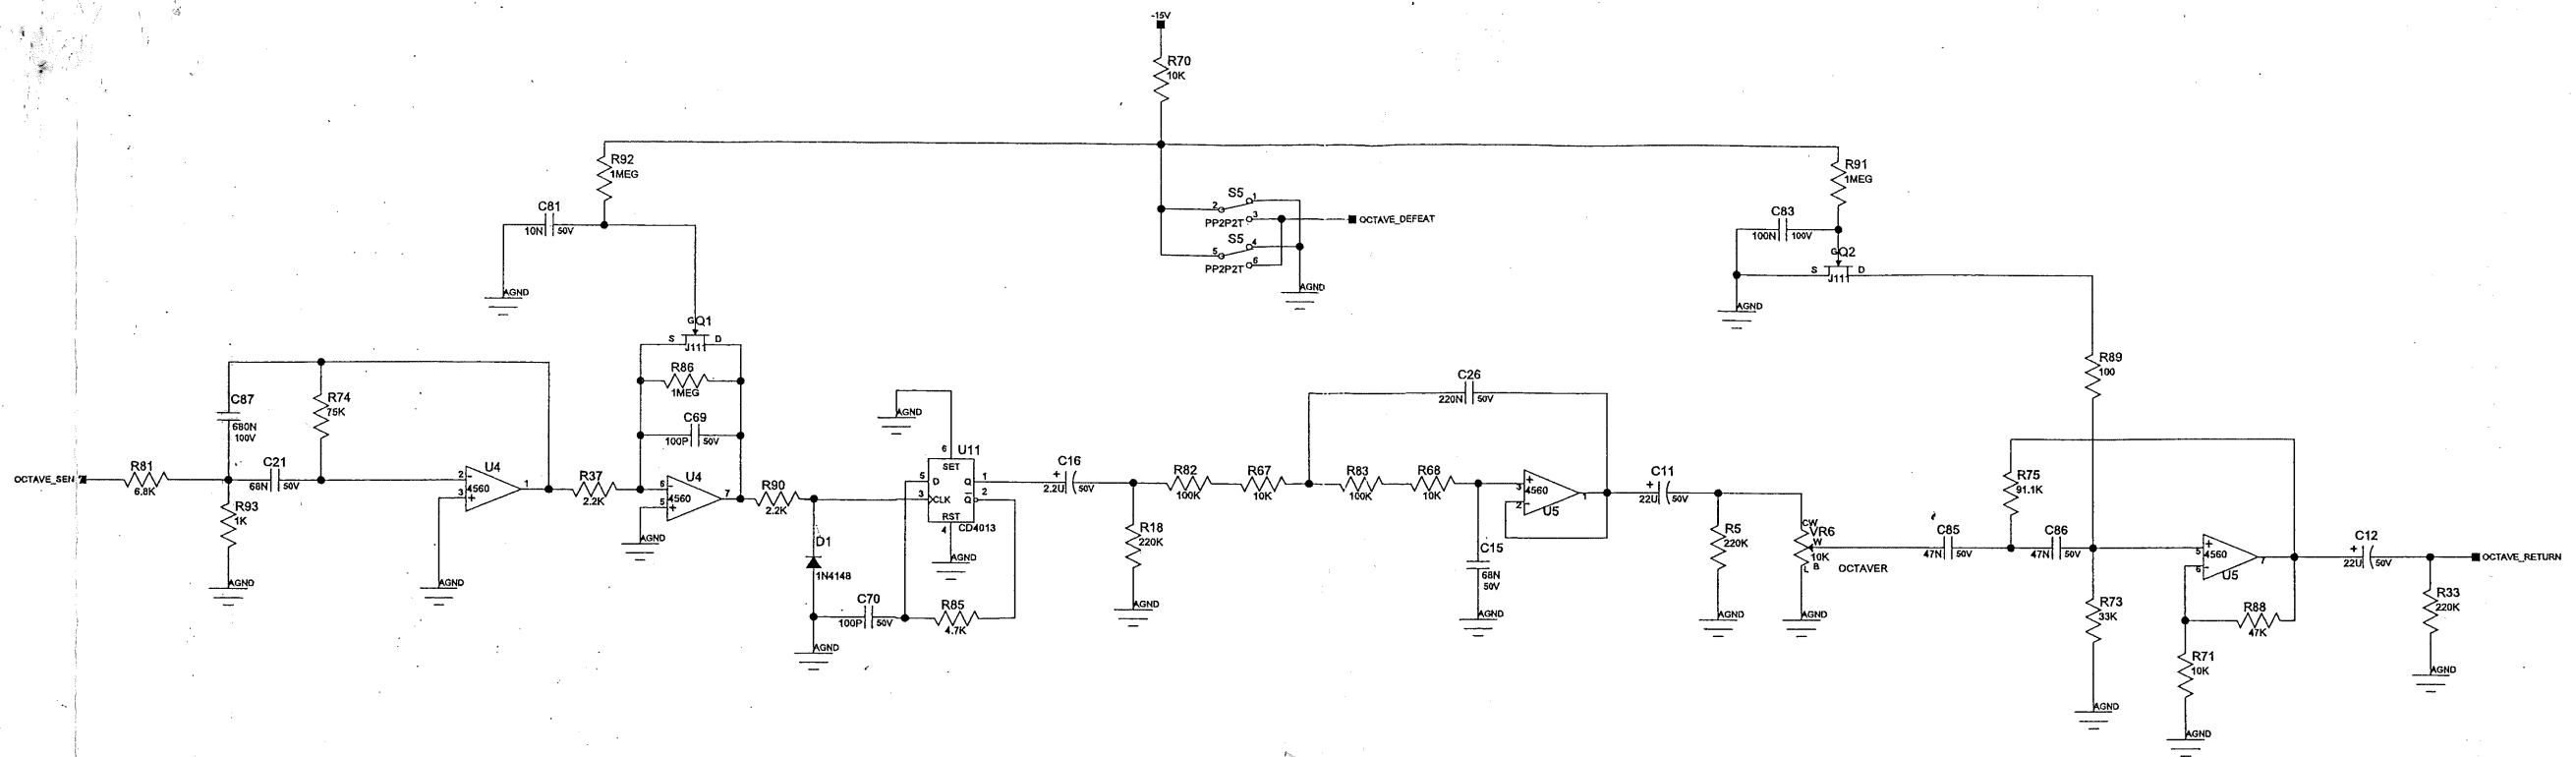 -15V
R70
10K
R92
1MEG
C81
10N 50V
AGND
S5
2 1
PP2P2T 3
OCTAVE_DEFEAT
S5
5 4
PP2P2T 6
AGND
R91
1MEG
C83
100N 100V
G Q2
S D
J111
AGND
G Q1
S D
J111
R86
1MEG
C69
100P 50V
R89
100
C87
680N
100V
R74
75K
OCTAVE_SEN
R81
6.8K
C21
68N 50V
R93
1K
AGND
2 U4
4560
3 1
AGND
R37
2.2K
6 U4
4560
5 7
AGND
R90
2.2K
D1
1N4148
AGND
C70
100P 50V
R85
4.7K
AGND
6 U11
SET
5 D Q 1
3 CLK Q 2
RST
4 CD4013
AGND
C16
2.2U 50V
R18
220K
AGND
R82
100K
R67
10K
C26
220N 50V
R83
100K
R68
10K
C15
68N
50V
AGND
3
4560
2 1
U5
C11
22U 50V
R5
220K
AGND
CW
VR6
W
10K
L B
OCTAVER
AGND
C85
47N 50V
R75
91.1K
C86
47N 50V
R73
33K
AGND
5
4560
6 7
U5
R88
47K
R71
10K
AGND
C12
22U 50V
OCTAVE_RETURN
R33
220K
AGND